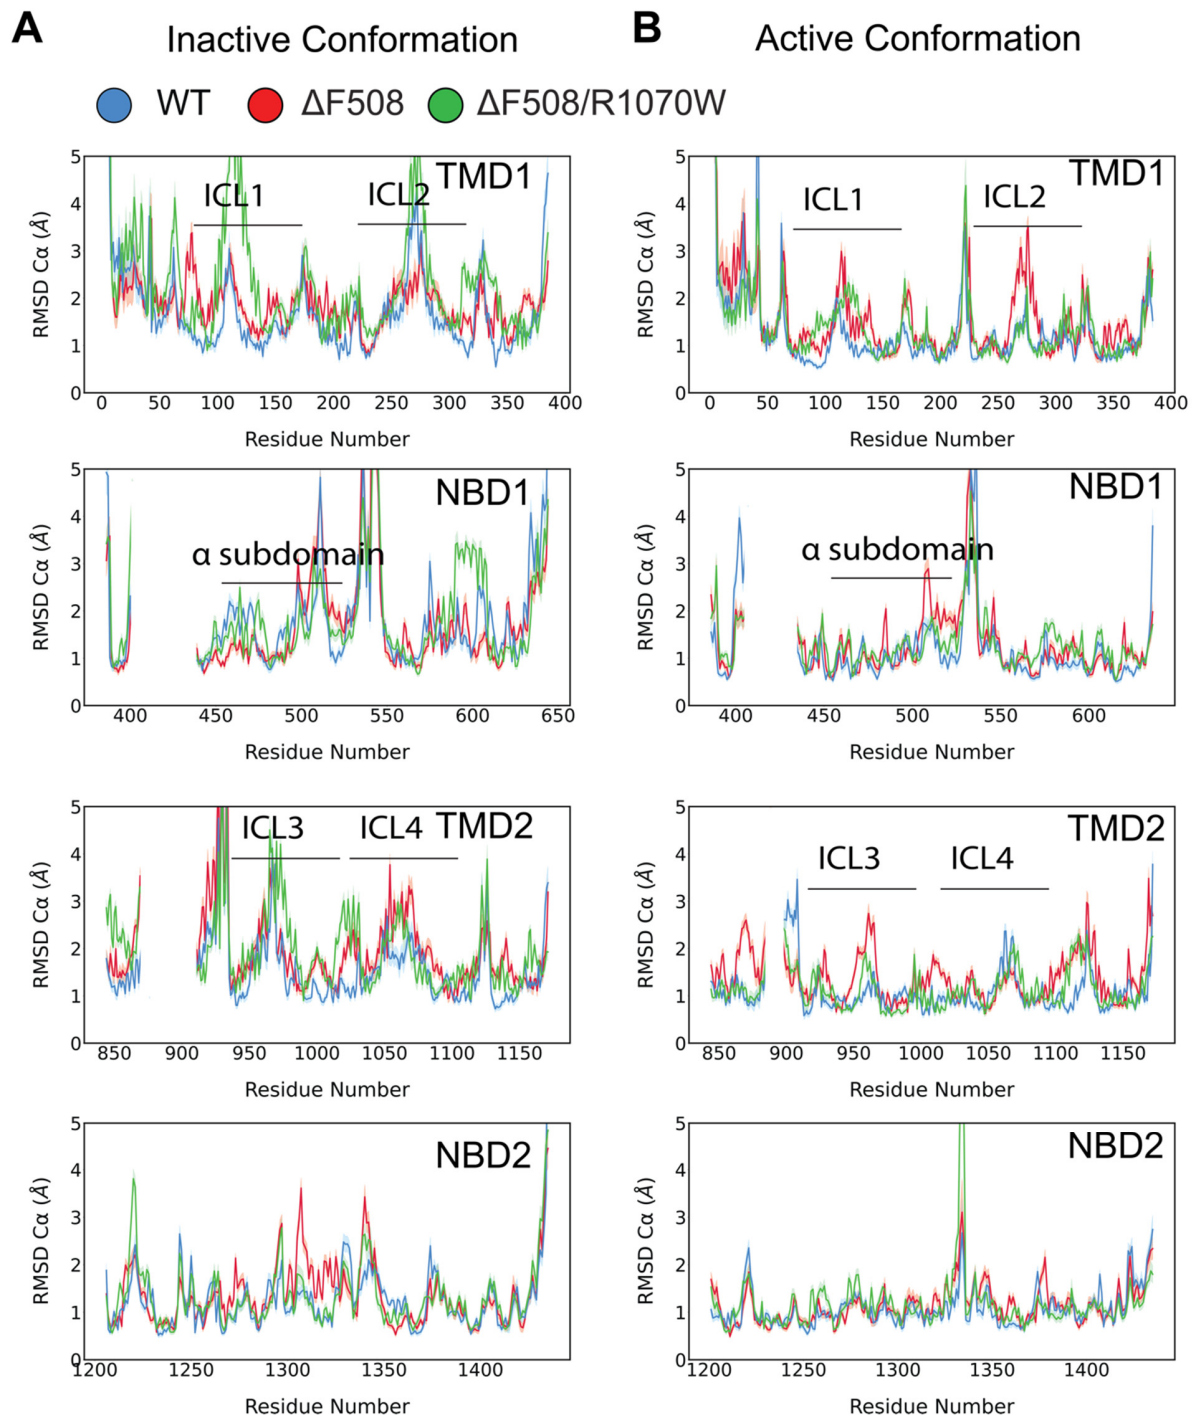 A Inactive Conformation B Active Conformation
WT ΔF508 ΔF508/R1070W
5 ICL1 ICL2 TMD1 5 ICL1 ICL2 TMD1
4 4
3 3
2 2
1 1
0 0
RMSD Cα (Å) RMSD Cα (Å)
0 50 100 150 200 250 300 350 400 0 50 100 150 200 250 300 350 400
Residue Number Residue Number
5 NBD1 5 NBD1
4 4
α subdomain α subdomain
3 3
2 2
1 1
0 0
RMSD Cα (Å) RMSD Cα (Å)
400 450 500 550 600 650 400 450 500 550 600
Residue Number Residue Number
5 ICL3 ICL4 TMD2 5 TMD2
4 4 ICL3 ICL4
3 3
2 2
1 1
0 0
RMSD Cα (Å) RMSD Cα (Å)
850 900 950 1000 1050 1100 1150 850 900 950 1000 1050 1100 1150
Residue Number Residue Number
5 NBD2 5 NBD2
4 4
3 3
2 2
1 1
0 0
RMSD Cα (Å) RMSD Cα (Å)
1200 1250 1300 1350 1400 1200 1250 1300 1350 1400
Residue Number Residue Number